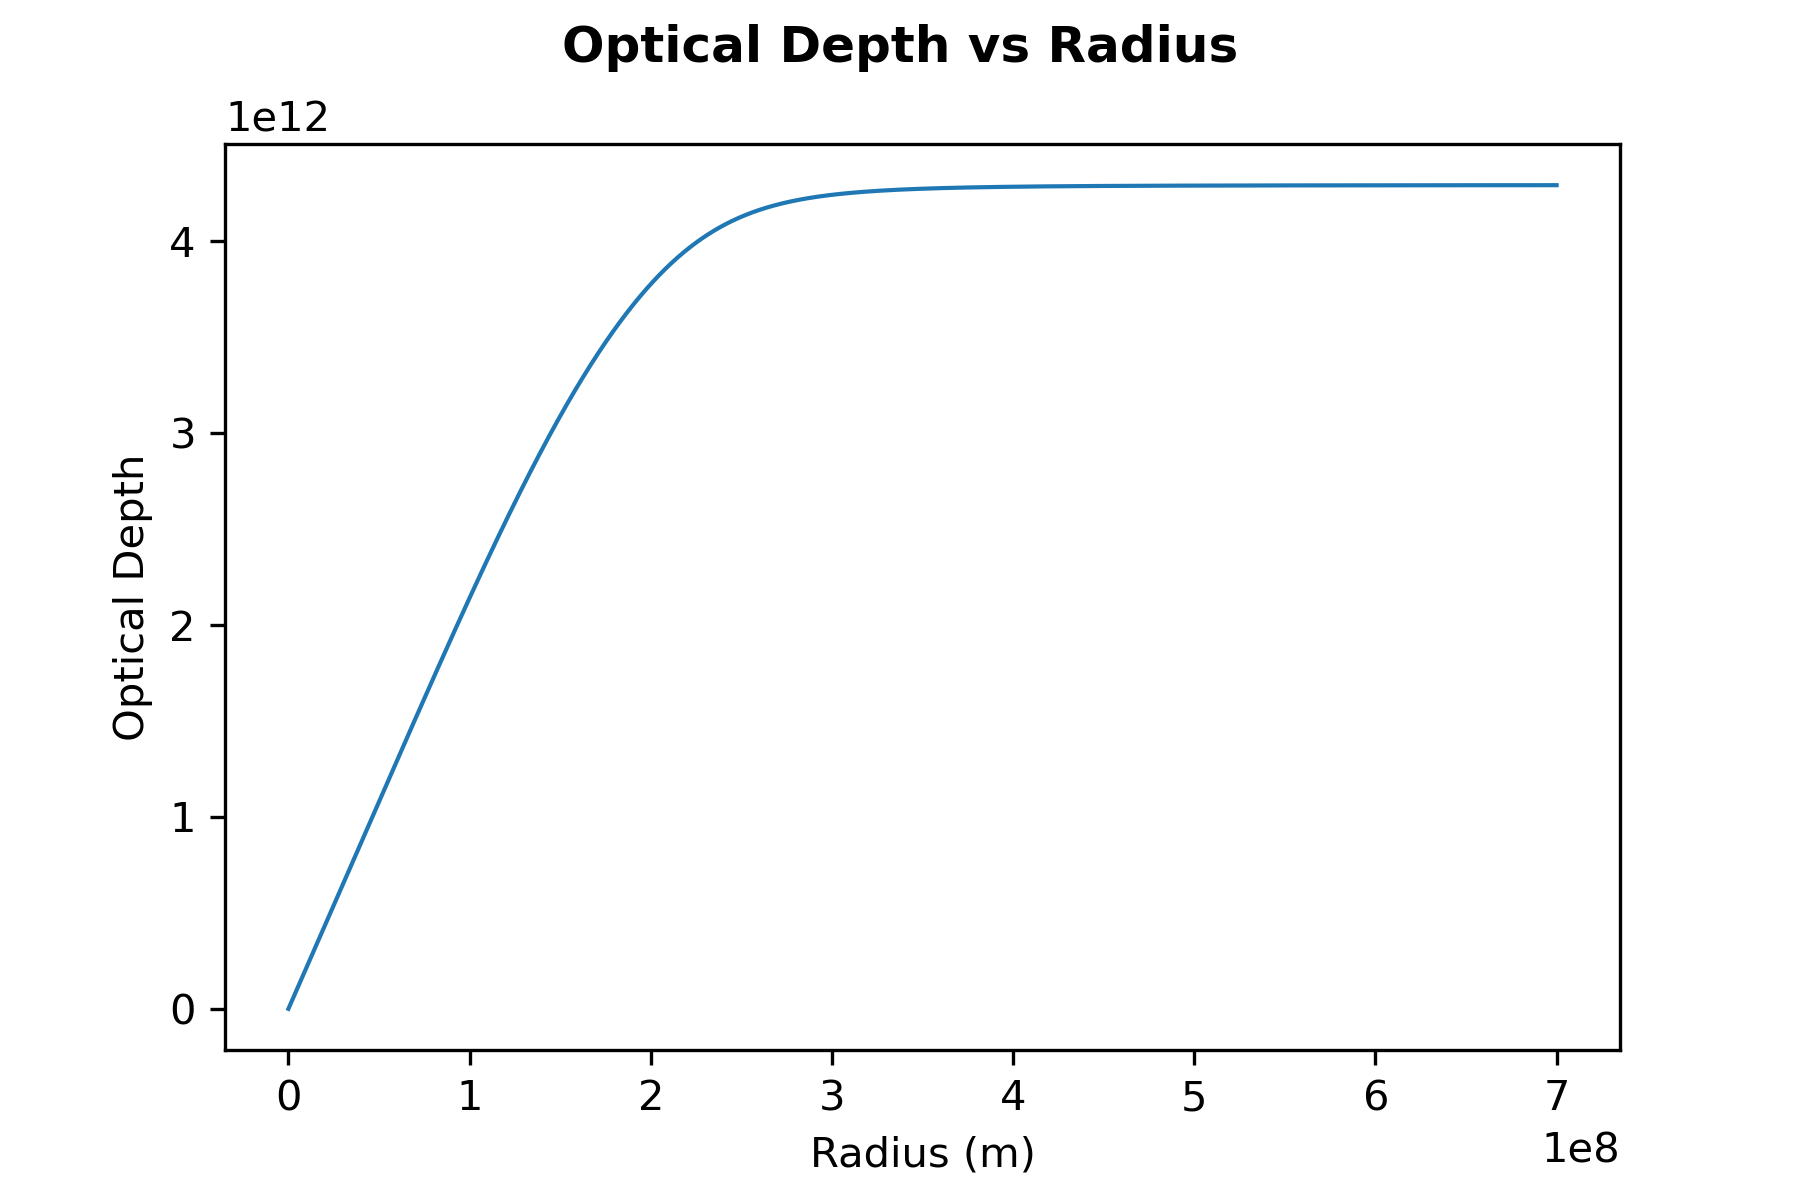 Optical Depth vs Radius
1e12
4
3
2
1
0
Optical Depth
0 1 2 3 4 5 6 7
Radius (m)
1e8